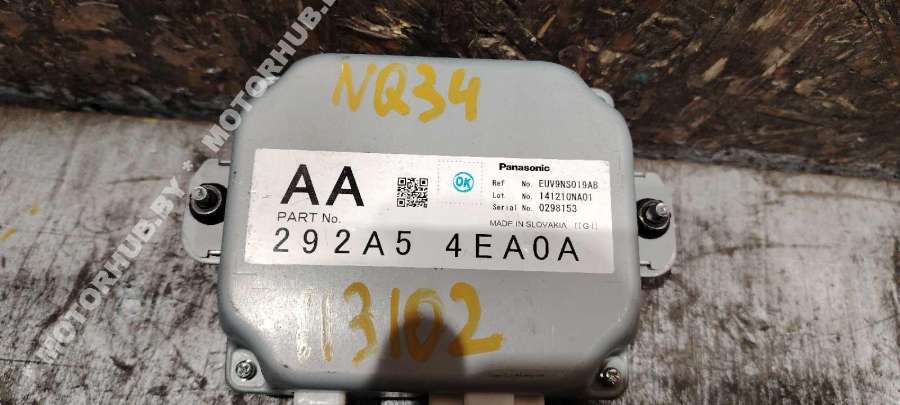 NQ34
AA
PART No.
292A5 4EA0A
OK
Panasonic
Ref No. EUV9NS019AB
Lot No. 141210NA01
Serial No. 0298153
MADE IN SLOVAKIA [[G]]
13102
MOTORHUB.BY * MOTORHUB.BY